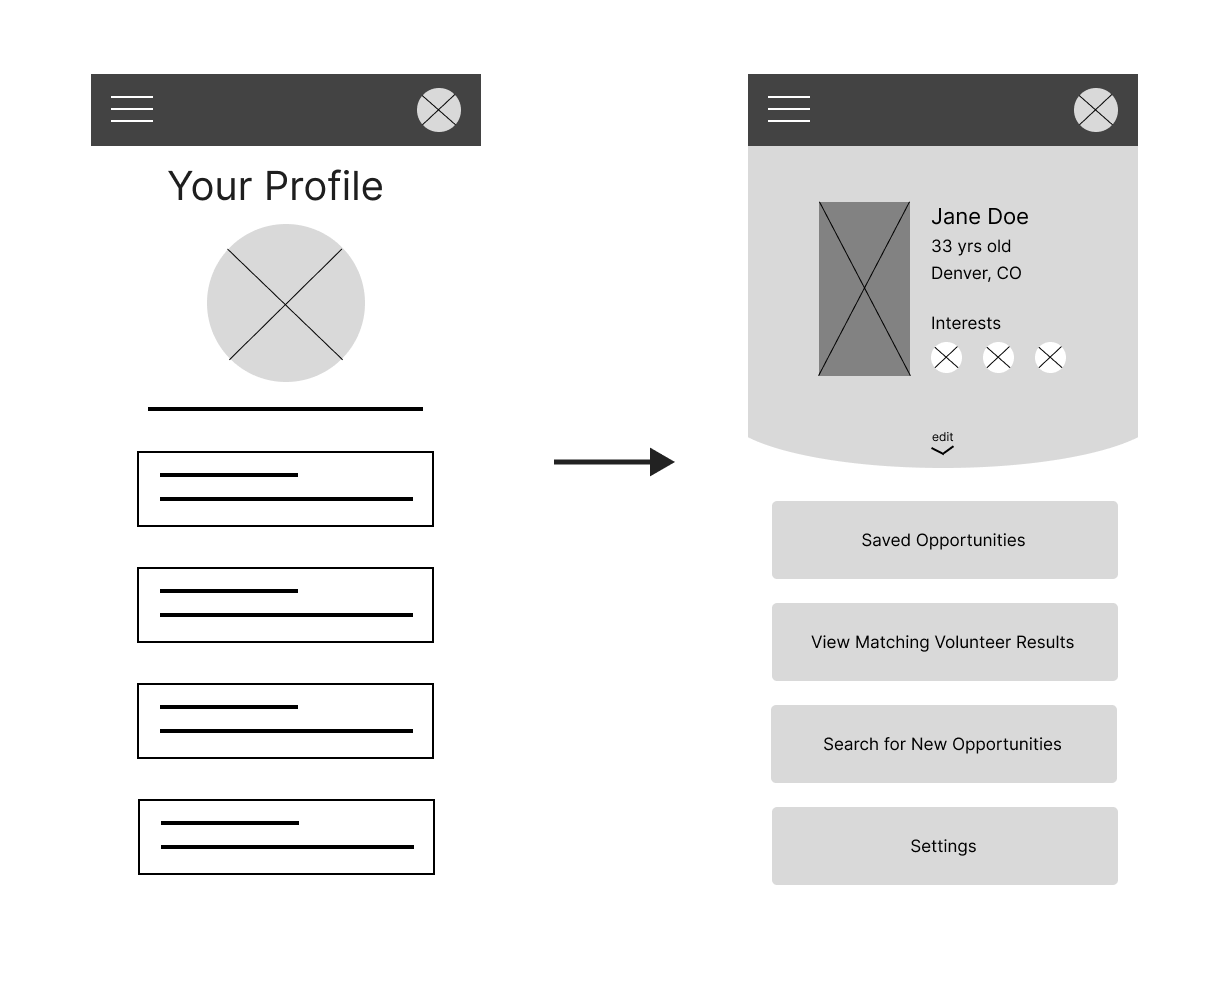 Your Profile
Jane Doe
33 yrs old
Denver, CO
Interests
edit
Saved Opportunities
View Matching Volunteer Results
Search for New Opportunities
Settings